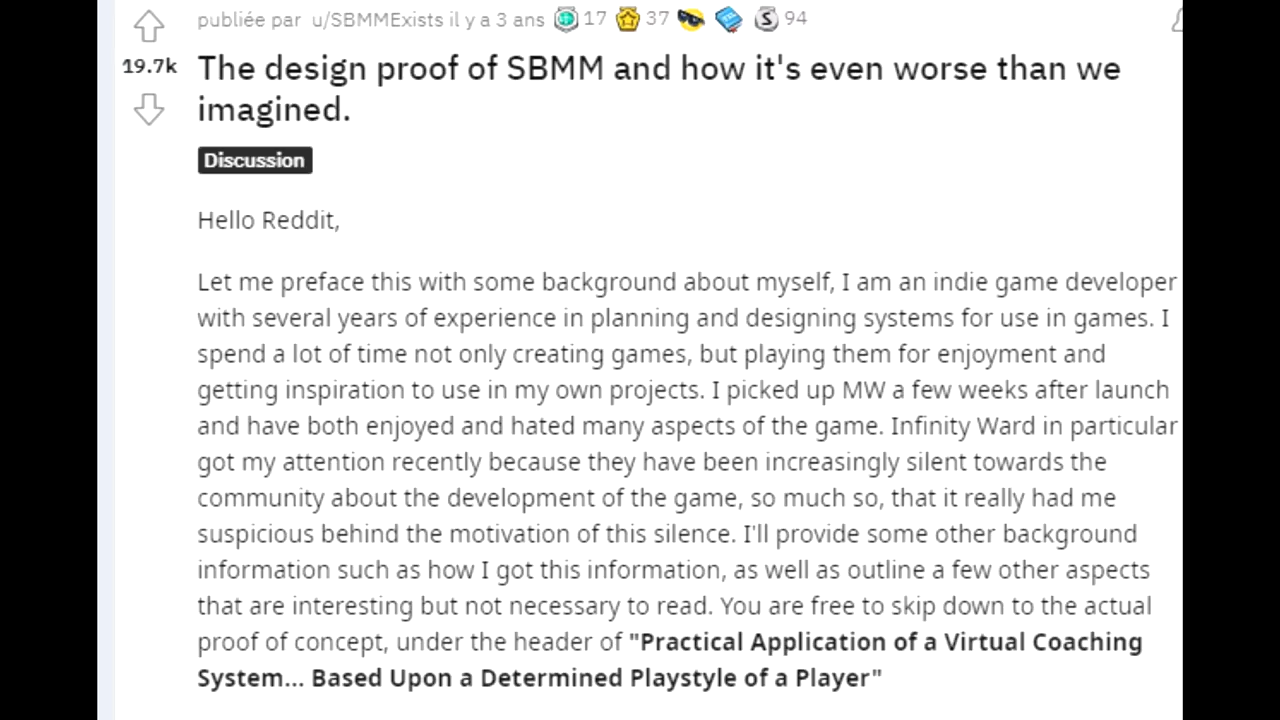 publiée par u/SBMMExists il y a 3 ans 17 37 S 94
19.7k
The design proof of SBMM and how it's even worse than we
imagined.
Discussion
Hello Reddit,
Let me preface this with some background about myself, I am an indie game developer
with several years of experience in planning and designing systems for use in games. I
spend a lot of time not only creating games, but playing them for enjoyment and
getting inspiration to use in my own projects. I picked up MW a few weeks after launch
and have both enjoyed and hated many aspects of the game. Infinity Ward in particular
got my attention recently because they have been increasingly silent towards the
community about the development of the game, so much so, that it really had me
suspicious behind the motivation of this silence. I'll provide some other background
information such as how I got this information, as well as outline a few other aspects
that are interesting but not necessary to read. You are free to skip down to the actual
proof of concept, under the header of "Practical Application of a Virtual Coaching
System... Based Upon a Determined Playstyle of a Player"